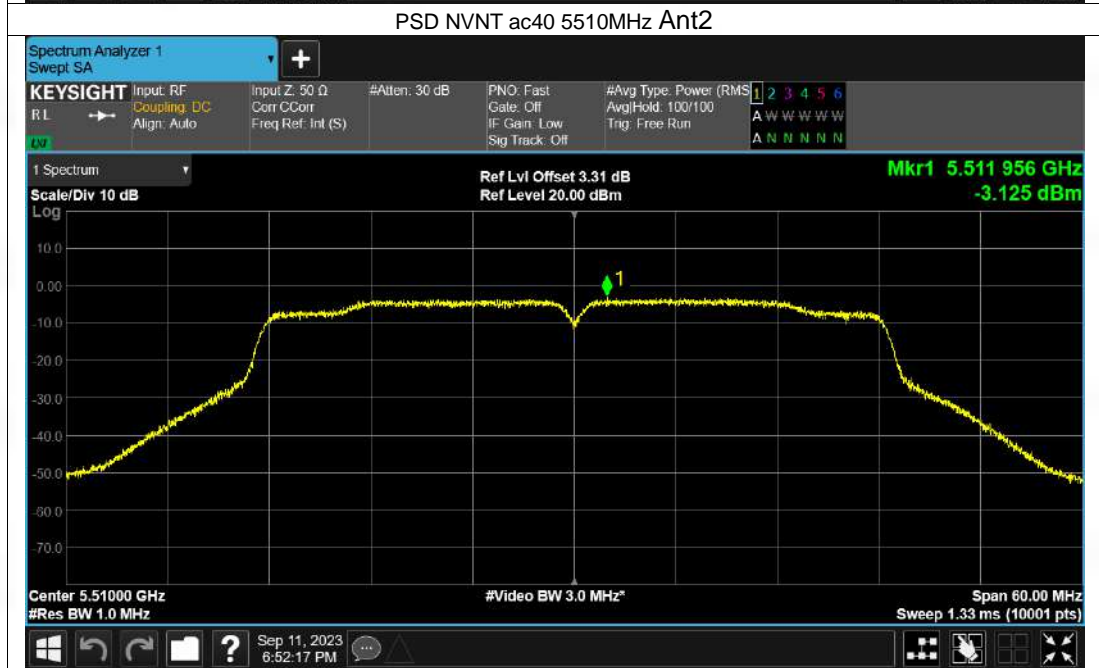 PSD NVNT ac40 5510MHz Ant2
Spectrum Analyzer 1
Swept SA
+
KEYSIGHT
RL
Input: RF
Coupling: DC
Align: Auto
Input Z: 50 Ω
Corr CCorr
Freq Ref: Int (S)
#Atten: 30 dB
PNO: Fast
Gate: Off
IF Gain: Low
Sig Track: Off
#Avg Type: Power (RMS
Avg|Hold: 100/100
Trig: Free Run
1 2 3 4 5 6
A W W W W W
A N N N N N
1 Spectrum
Scale/Div 10 dB
Log
Ref Lvl Offset 3.31 dB
Ref Level 20.00 dBm
Mkr1 5.511 956 GHz
-3.125 dBm
10.0
0.00
1
-10.0
-20.0
-30.0
-40.0
-50.0
-60.0
-70.0
Center 5.51000 GHz
#Res BW 1.0 MHz
#Video BW 3.0 MHz*
Span 60.00 MHz
Sweep 1.33 ms (10001 pts)
?
Sep 11, 2023
6:52:17 PM